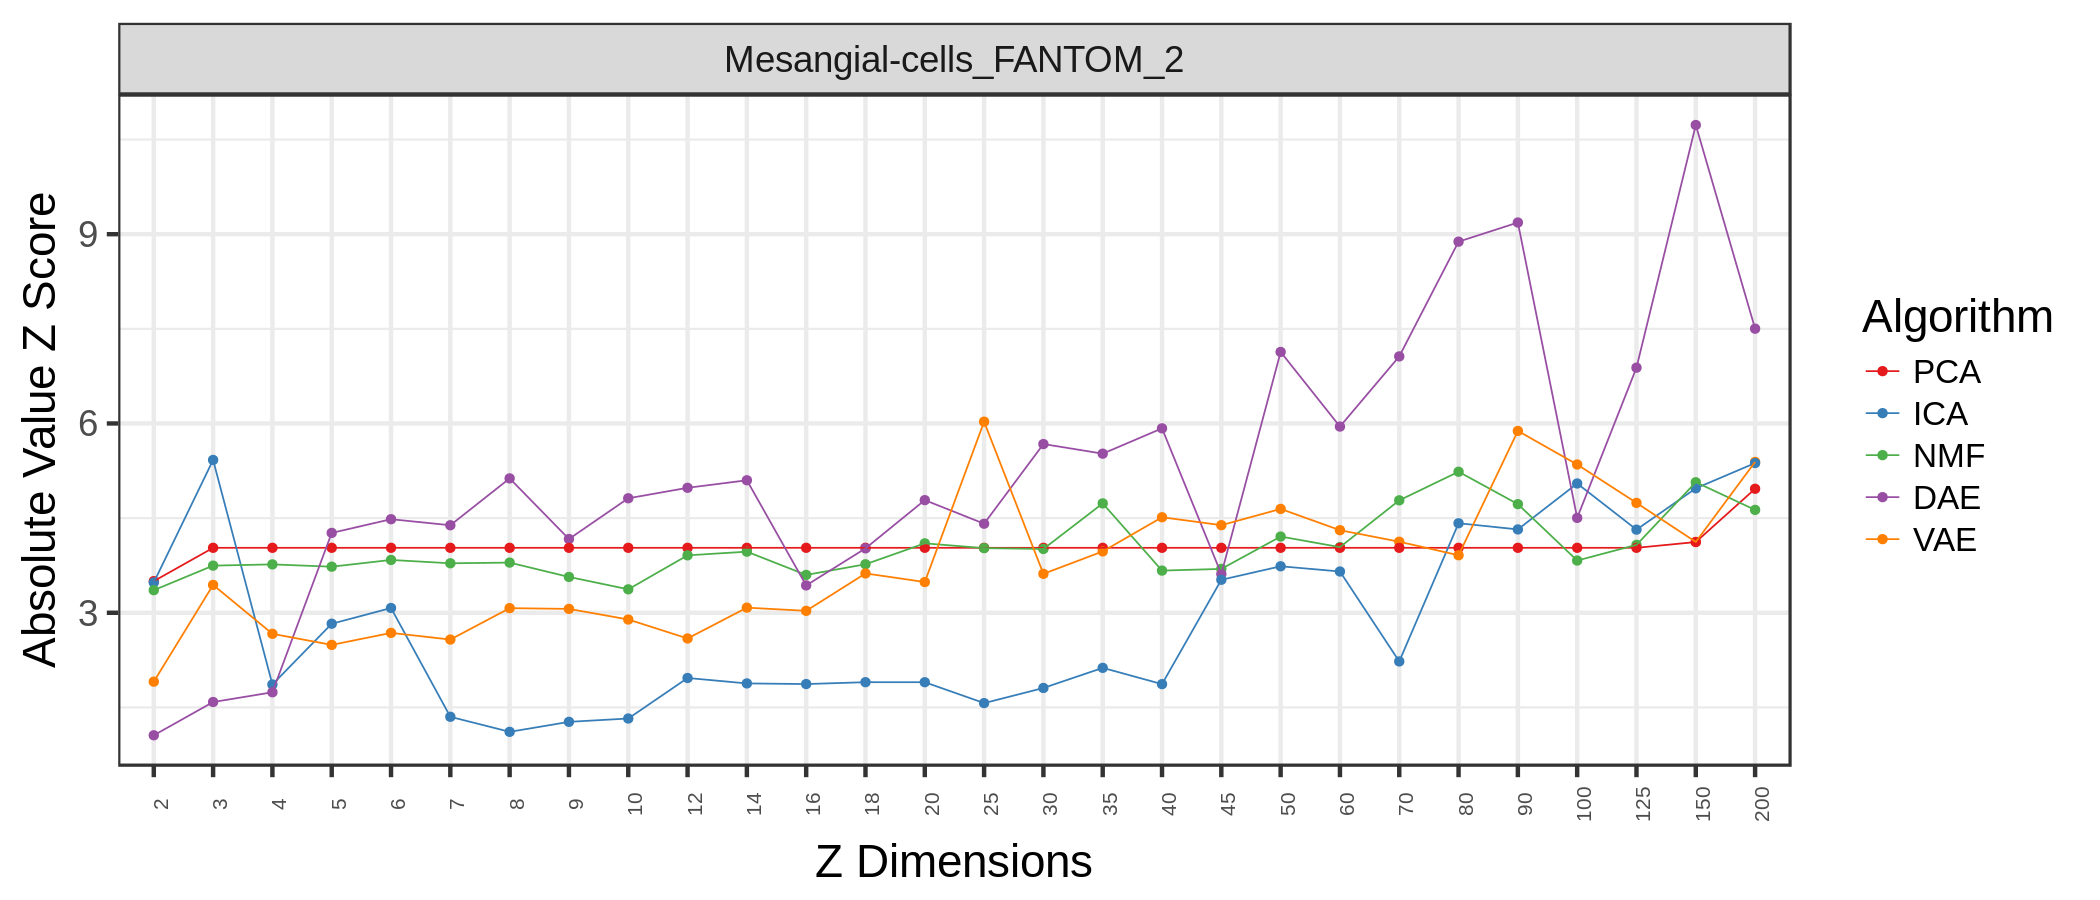 Mesangial-cells_FANTOM_2
Absolute Value Z Score
9
6
3
2 3 4 5 6 7 8 9 10 12 14 16 18 20 25 30 35 40 45 50 60 70 80 90 100 125 150 200
Z Dimensions
Algorithm
PCA
ICA
NMF
DAE
VAE